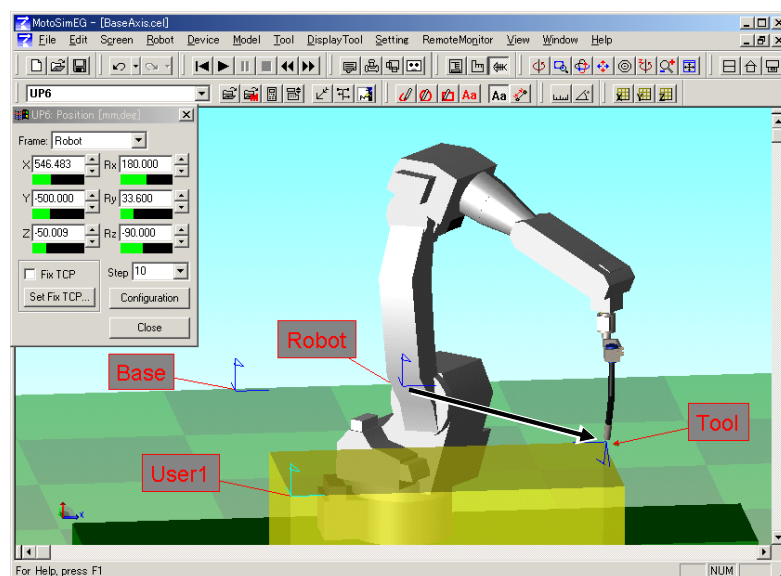 MotoSimEG - [BaseAxis.cel]
File Edit Screen Robot Device Model Tool DisplayTool Setting RemoteMonitor View Window Help
UP6
Aa Aa
X Y Z
UP6: Position [mm,deg]
Frame: Robot
X 546.483 Rx 180.000
Y -500.000 Ry 33.600
Z -50.009 Rz -90.000
Fix TCP
Step 10
Set Fix TCP... Configuration
Close
Robot
Base
Tool
User1
x
For Help, press F1
NUM